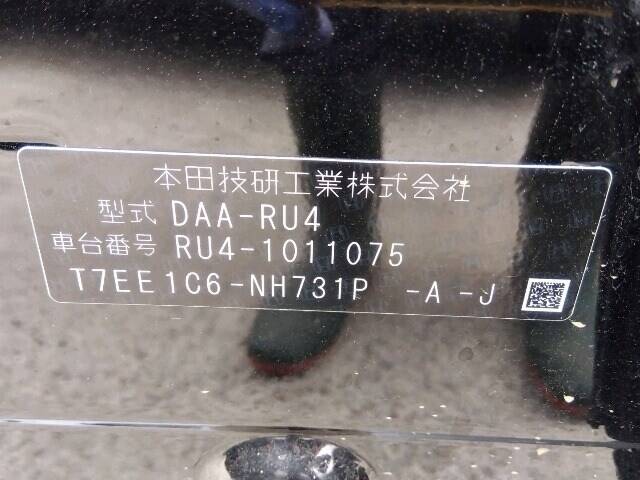 本田技研工業株式会社
型式 DAA-RU4
車台番号 RU4-1011075
T7EE1C6-NH731P -A -J